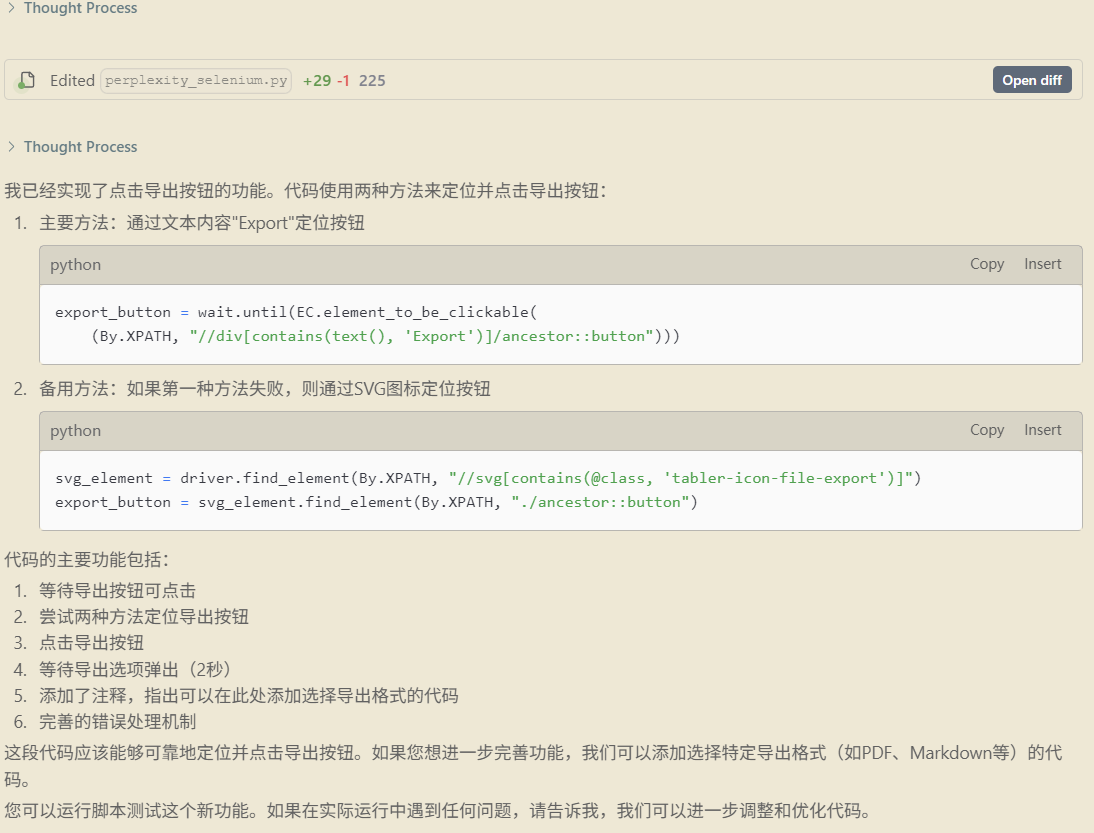 Thought Process
Edited perplexity_selenium.py +29 -1 225 Open diff
Thought Process
我已经实现了点击导出按钮的功能。代码使用两种方法来定位并点击导出按钮：
1. 主要方法：通过文本内容"Export"定位按钮
python Copy Insert
export_button = wait.until(EC.element_to_be_clickable(
    (By.XPATH, "//div[contains(text(), 'Export')]/ancestor::button")))
2. 备用方法：如果第一种方法失败，则通过SVG图标定位按钮
python Copy Insert
svg_element = driver.find_element(By.XPATH, "//svg[contains(@class, 'tabler-icon-file-export')]")
export_button = svg_element.find_element(By.XPATH, "./ancestor::button")
代码的主要功能包括：
1. 等待导出按钮可点击
2. 尝试两种方法定位导出按钮
3. 点击导出按钮
4. 等待导出选项弹出（2秒）
5. 添加了注释，指出可以在此处添加选择导出格式的代码
6. 完善的错误处理机制
这段代码应该能够可靠地定位并点击导出按钮。如果您想进一步完善功能，我们可以添加选择特定导出格式（如PDF、Markdown等）的代
码。
您可以运行脚本测试这个新功能。如果在实际运行中遇到任何问题，请告诉我，我们可以进一步调整和优化代码。